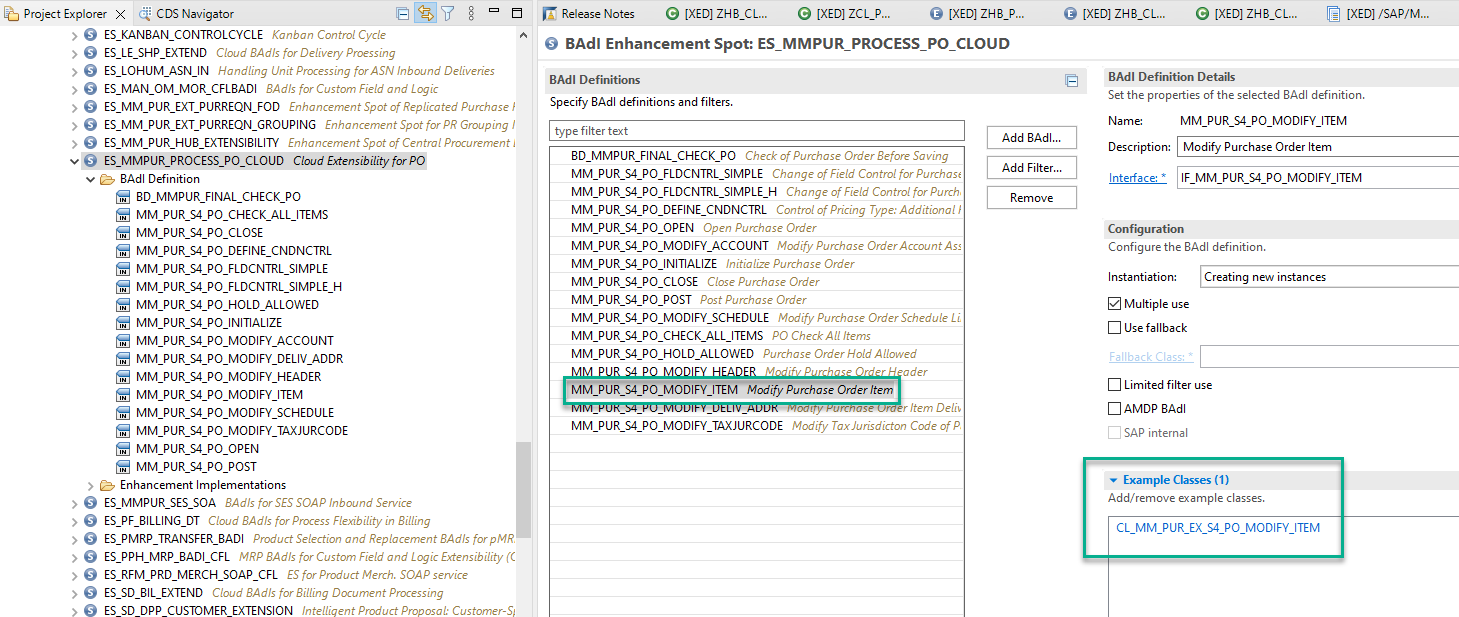 Project Explorer
CDS Navigator
ES_KANBAN_CONTROLCYCLE Kanban Control Cycle
ES_LE_SHP_EXTEND Cloud BAdIs for Delivery Procesing
ES_LOHUM_ASN_IN Handling Unit Processing for ASN Inbound Deliveries
ES_MAN_OM_MOR_CFLBADI BAdIs for Custom Field and Logic
ES_MM_PUR_EXT_PURREQN_FOD Enhancement Spot of Replicated Purchase
ES_MM_PUR_EXT_PURREQN_GROUPING Enhancement Spot for PR Grouping
ES_MM_PUR_HUB_EXTENSIBILITY Enhancement Spot of Central Procurement
ES_MMPUR_PROCESS_PO_CLOUD Cloud Extensibility for PO
BAdI Definition
BD_MMPUR_FINAL_CHECK_PO
MM_PUR_S4_PO_CHECK_ALL_ITEMS
MM_PUR_S4_PO_CLOSE
MM_PUR_S4_PO_DEFINE_CNDNCTRL
MM_PUR_S4_PO_FLDCNTRL_SIMPLE
MM_PUR_S4_PO_FLDCNTRL_SIMPLE_H
MM_PUR_S4_PO_HOLD_ALLOWED
MM_PUR_S4_PO_INITIALIZE
MM_PUR_S4_PO_MODIFY_ACCOUNT
MM_PUR_S4_PO_MODIFY_DELIV_ADDR
MM_PUR_S4_PO_MODIFY_HEADER
MM_PUR_S4_PO_MODIFY_ITEM
MM_PUR_S4_PO_MODIFY_SCHEDULE
MM_PUR_S4_PO_MODIFY_TAXJURCODE
MM_PUR_S4_PO_OPEN
MM_PUR_S4_PO_POST
Enhancement Implementations
ES_MMPUR_SES_SOA BAdIs for SES SOAP Inbound Service
ES_PF_BILLING_DT Cloud BAdIs for Process Flexibility in Billing
ES_PMRP_TRANSFER_BADI Product Selection and Replacement BAdIs for pMR
ES_PPH_MRP_BADI_CFL MRP BAdIs for Custom Field and Logic Extensibility (C
ES_RFM_PRD_MERCH_SOAP_CFL ES for Product Merch. SOAP service
ES_SD_BIL_EXTEND Cloud BAdIs for Billing Document Processing
ES_SD_DPP_CUSTOMER_EXTENSION Intelligent Product Proposal: Customer-S
Release Notes
[XED] ZHB_CL...
[XED] ZCL_P...
[XED] ZHB_P...
[XED] ZHB_CL...
[XED] ZHB_CL...
[XED] /SAP/M...
BAdI Enhancement Spot: ES_MMPUR_PROCESS_PO_CLOUD
BAdI Definitions
Specify BAdI definitions and filters.
type filter text
BD_MMPUR_FINAL_CHECK_PO Check of Purchase Order Before Saving
MM_PUR_S4_PO_FLDCNTRL_SIMPLE Change of Field Control for Purchase
MM_PUR_S4_PO_FLDCNTRL_SIMPLE_H Change of Field Control for Purch
MM_PUR_S4_PO_DEFINE_CNDNCTRL Control of Pricing Type: Additional
MM_PUR_S4_PO_OPEN Open Purchase Order
MM_PUR_S4_PO_MODIFY_ACCOUNT Modify Purchase Order Account Ass
MM_PUR_S4_PO_INITIALIZE Initialize Purchase Order
MM_PUR_S4_PO_CLOSE Close Purchase Order
MM_PUR_S4_PO_POST Post Purchase Order
MM_PUR_S4_PO_MODIFY_SCHEDULE Modify Purchase Order Schedule Li
MM_PUR_S4_PO_CHECK_ALL_ITEMS PO Check All Items
MM_PUR_S4_PO_HOLD_ALLOWED Purchase Order Hold Allowed
MM_PUR_S4_PO_MODIFY_HEADER Modify Purchase Order Header
MM_PUR_S4_PO_MODIFY_ITEM Modify Purchase Order Item
MM_PUR_S4_PO_MODIFY_DELIV_ADDR Modify Purchase Order Item Deliv
MM_PUR_S4_PO_MODIFY_TAXJURCODE Modify Tax Jurisdicton Code of P
Add BAdI...
Add Filter...
Remove
BAdI Definition Details
Set the properties of the selected BAdI definition.
Name: MM_PUR_S4_PO_MODIFY_ITEM
Description: Modify Purchase Order Item
Interface: * IF_MM_PUR_S4_PO_MODIFY_ITEM
Configuration
Configure the BAdI definition.
Instantiation: Creating new instances
Multiple use
Use fallback
Fallback Class: *
Limited filter use
AMDP BAdI
SAP internal
Example Classes (1)
Add/remove example classes.
CL_MM_PUR_EX_S4_PO_MODIFY_ITEM